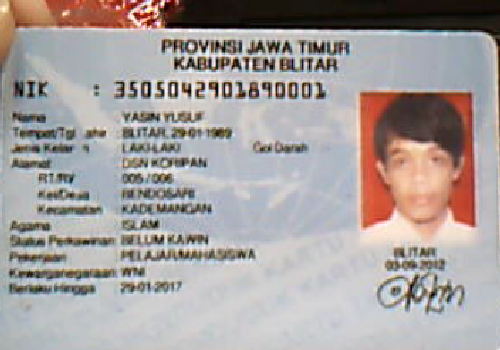 PROVINSI JAWA TIMUR
KABUPATEN BLITAR
NIK : 3505042901890001
Nama : YASIN YUSUF
Tempat/Tgl Lahir : BLITAR, 29-01-1989
Jenis Kelamin : LAKI-LAKI Gol Darah
Alamat : DSN KORIPAN
RT/RW : 006/006
Kel/Desa : BENDOSARI
Kecamatan : KADEMANGAN
Agama : ISLAM
Status Perkawinan : BELUM KAWIN
Pekerjaan : PELAJAR/MAHASISWA
Kewarganegaraan : WNI
Berlaku Hingga : 29-01-2017
BLITAR
03-09-2012